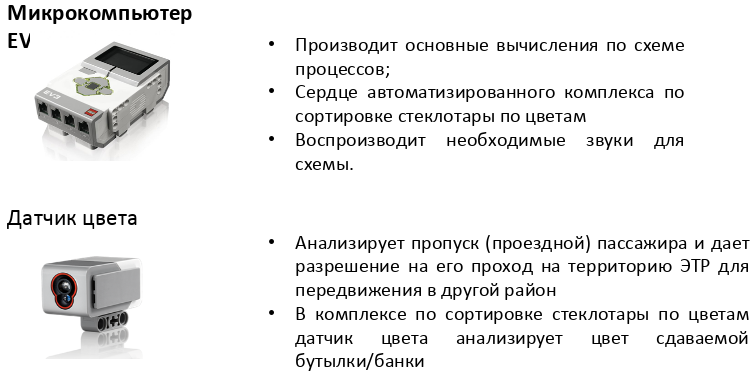 Микрокомпьютер
EV
EV3
• Производит основные вычисления по схеме
процессов;
• Сердце автоматизированного комплекса по
сортировке стеклотары по цветам
• Воспроизводит необходимые звуки для
схемы.
Датчик цвета
• Анализирует пропуск (проездной) пассажира и дает
разрешение на его проход на территорию ЭТР для
передвижения в другой район
• В комплексе по сортировке стеклотары по цветам
датчик цвета анализирует цвет сдаваемой
бутылки/банки